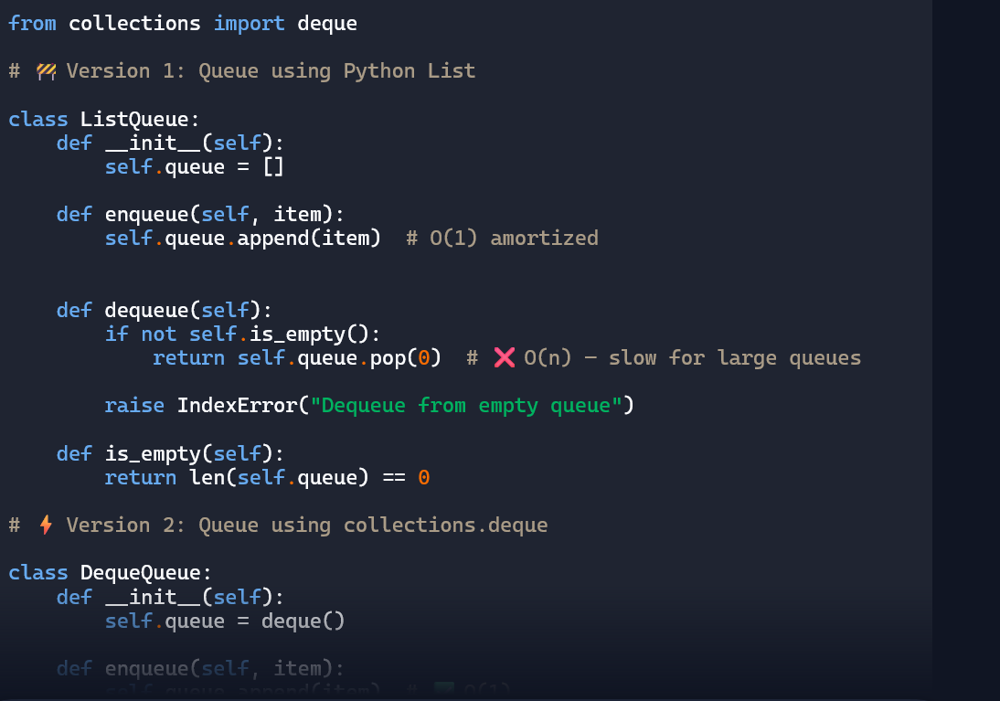 from collections import deque
# 🚧 Version 1: Queue using Python List
class ListQueue:
    def __init__(self):
        self.queue = []
    def enqueue(self, item):
        self.queue.append(item)  # O(1) amortized
    def dequeue(self):
        if not self.is_empty():
            return self.queue.pop(0)  # ❌ O(n) – slow for large queues
        raise IndexError("Dequeue from empty queue")
    def is_empty(self):
        return len(self.queue) == 0
# ⚡ Version 2: Queue using collections.deque
class DequeQueue:
    def __init__(self):
        self.queue = deque()
    def enqueue(self, item):
        self.queue.append(item)  # ✅ O(1)